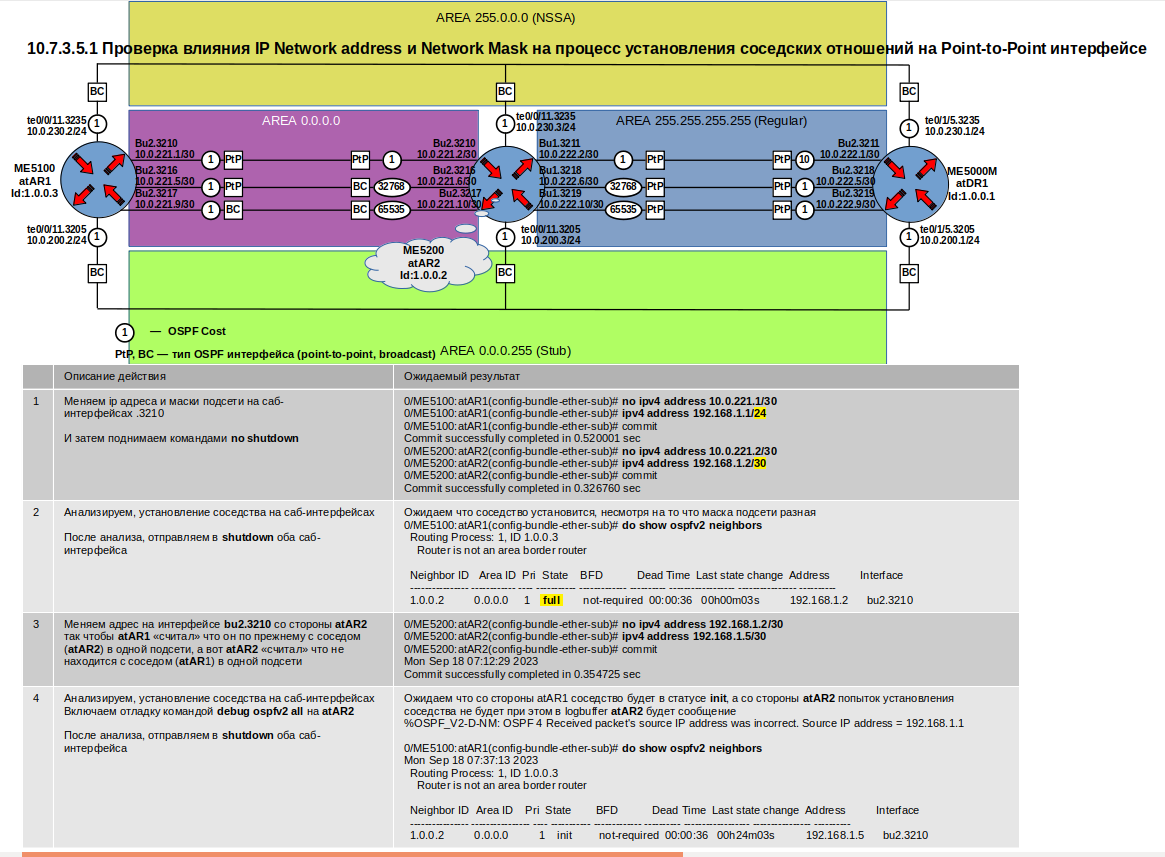 AREA 255.0.0.0 (NSSA)
10.7.3.5.1 Проверка влияния IP Network address и Network Mask на процесс установления соседских отношений на Point-to-Point интерфейсе
BC
BC
BC
te0/0/11.3235
10.0.230.2/24
1
1
te0/0/11.3235
10.0.230.3/24
1
te0/1/5.3235
10.0.230.1/24
AREA 0.0.0.0
AREA 255.255.255.255 (Regular)
ME5100
atAR1
Id:1.0.0.3
Bu2.3210
10.0.221.1/30
1
PtP
PtP
1
Bu2.3210
10.0.221.2/30
Bu2.3216
10.0.221.5/30
1
PtP
BC
32768
Bu2.3216
10.0.221.6/30
Bu2.3217
10.0.221.9/30
1
BC
BC
65535
Bu2.3217
10.0.221.10/30
Bu1.3211
10.0.222.2/30
1
PtP
PtP
10
Bu2.3211
10.0.222.1/30
Bu1.3218
10.0.222.6/30
32768
PtP
PtP
1
Bu2.3218
10.0.222.5/30
Bu1.3219
10.0.222.10/30
65535
PtP
PtP
1
Bu2.3219
10.0.222.9/30
ME5000M
atDR1
Id:1.0.0.1
te0/0/11.3205
10.0.200.2/24
1
1
te0/0/11.3205
10.0.200.3/24
1
te0/1/5.3205
10.0.200.1/24
ME5200
atAR2
Id:1.0.0.2
BC
BC
BC
1 — OSPF Cost
PtP, BC — тип OSPF интерфейса (point-to-point, broadcast)
AREA 0.0.0.255 (Stub)
Описание действия
Ожидаемый результат
1
Меняем ip адреса и маски подсети на саб-
интерфейсах .3210
И затем поднимаем командами no shutdown
0/ME5100:atAR1(config-bundle-ether-sub)# no ipv4 address 10.0.221.1/30
0/ME5100:atAR1(config-bundle-ether-sub)# ipv4 address 192.168.1.1/24
0/ME5100:atAR1(config-bundle-ether-sub)# commit
Commit successfully completed in 0.520001 sec
0/ME5200:atAR2(config-bundle-ether-sub)# no ipv4 address 10.0.221.2/30
0/ME5200:atAR2(config-bundle-ether-sub)# ipv4 address 192.168.1.2/30
0/ME5200:atAR2(config-bundle-ether-sub)# commit
Commit successfully completed in 0.326760 sec
2
Анализируем, установление соседства на саб-интерфейсах
После анализа, отправляем в shutdown оба саб-
интерфейса
Ожидаем что соседство установится, несмотря на то что маска подсети разная
0/ME5100:atAR1(config-bundle-ether-sub)# do show ospfv2 neighbors
Routing Process: 1, ID 1.0.0.3
Router is not an area border router
Neighbor ID Area ID Pri State BFD Dead Time Last state change Address Interface
1.0.0.2 0.0.0.0 1 full not-required 00:00:36 00h00m03s 192.168.1.2 bu2.3210
3
Меняем адрес на интерфейсе bu2.3210 со стороны atAR2
так чтобы atAR1 «считал» что он по прежнему с соседом
(atAR2) в одной подсети, а вот atAR2 «считал» что не
находится с соседом (atAR1) в одной подсети
0/ME5200:atAR2(config-bundle-ether-sub)# no ipv4 address 192.168.1.2/30
0/ME5200:atAR2(config-bundle-ether-sub)# ipv4 address 192.168.1.5/30
0/ME5200:atAR2(config-bundle-ether-sub)# commit
Mon Sep 18 07:12:29 2023
Commit successfully completed in 0.354725 sec
4
Анализируем, установление соседства на саб-интерфейсах
Включаем отладку командой debug ospfv2 all на atAR2
После анализа, отправляем в shutdown оба саб-
интерфейса
Ожидаем что со стороны atAR1 соседство будет в статусе init, а со стороны atAR2 попыток установления
соседства не будет при этом в logbuffer atAR2 будет сообщение
%OSPF_V2-D-NM: OSPF 4 Received packet's source IP address was incorrect. Source IP address = 192.168.1.1
0/ME5100:atAR1(config-bundle-ether-sub)# do show ospfv2 neighbors
Mon Sep 18 07:37:13 2023
Routing Process: 1, ID 1.0.0.3
Router is not an area border router
Neighbor ID Area ID Pri State BFD Dead Time Last state change Address Interface
1.0.0.2 0.0.0.0 1 init not-required 00:00:36 00h24m03s 192.168.1.5 bu2.3210